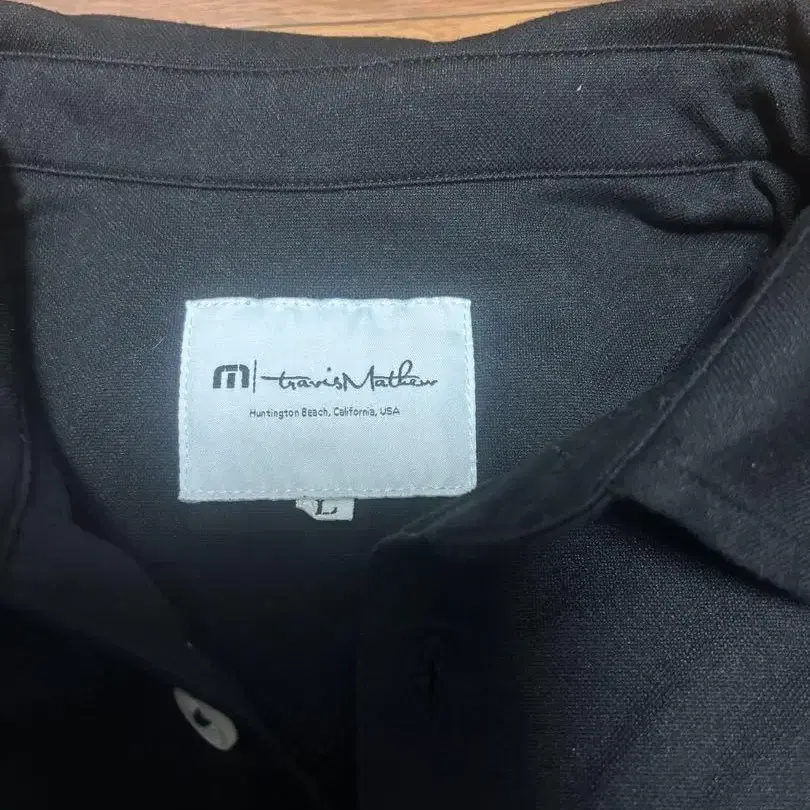 travisMathew
Huntington Beach, California, USA
L